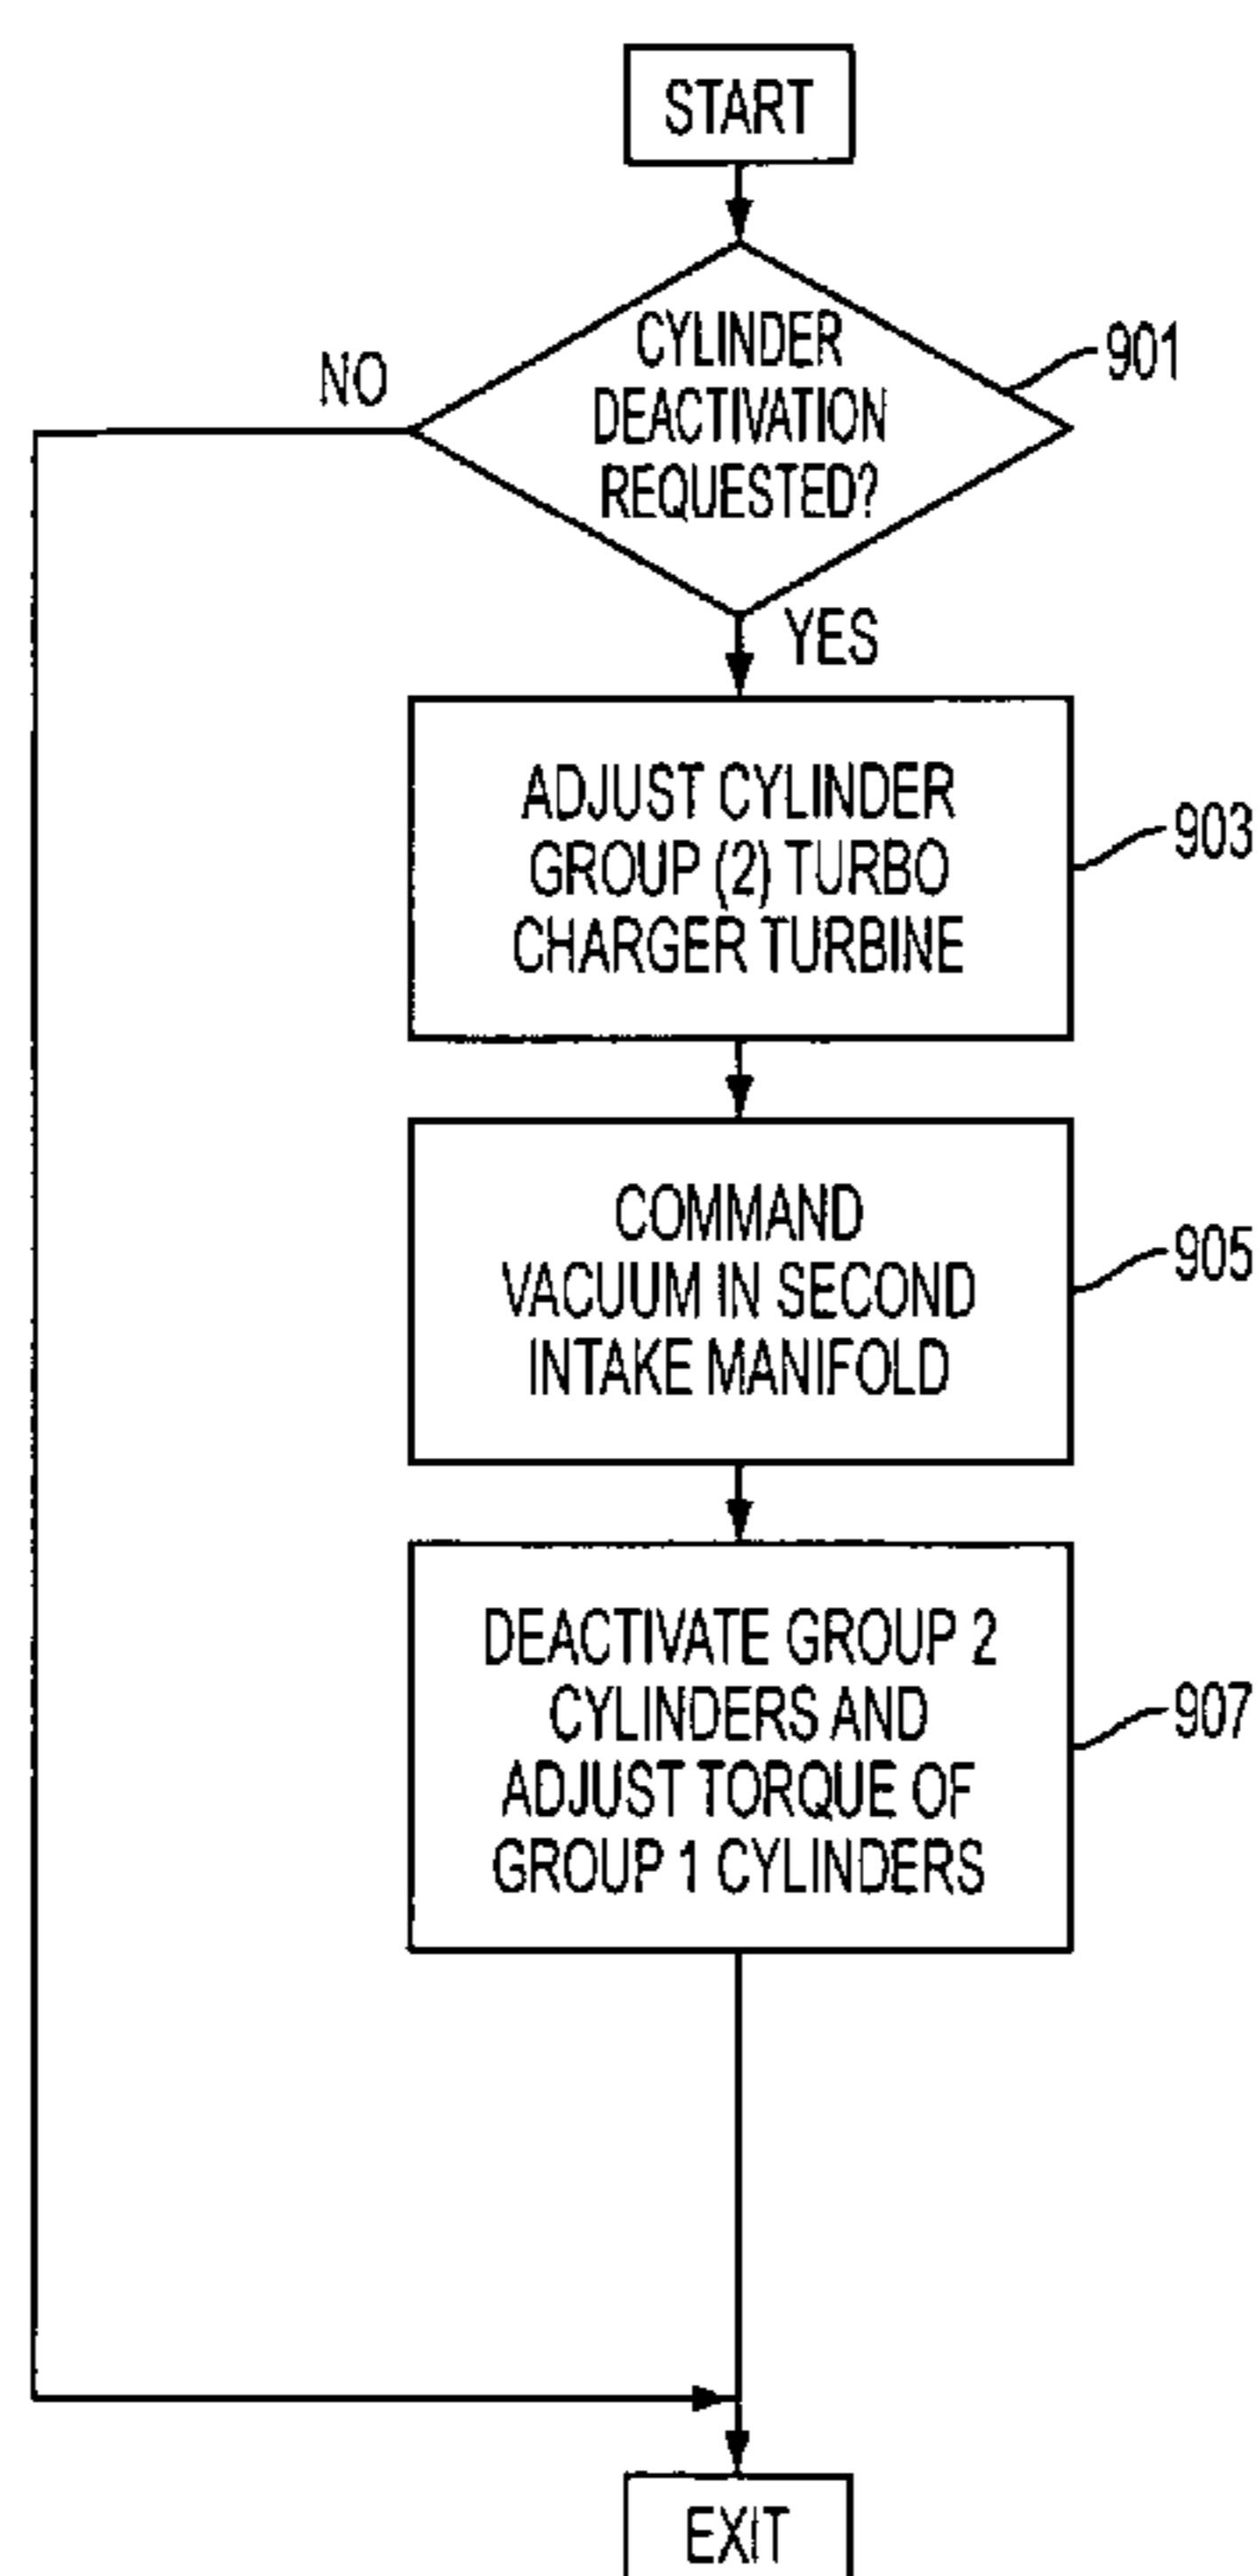 START
CYLINDER
DEACTIVATION
REQUESTED?
901
NO
YES
ADJUST CYLINDER
GROUP (2) TURBO
CHARGER TURBINE
903
COMMAND
VACUUM IN SECOND
INTAKE MANIFOLD
905
DEACTIVATE GROUP 2
CYLINDERS AND
ADJUST TORQUE OF
GROUP 1 CYLINDERS
907
EXIT